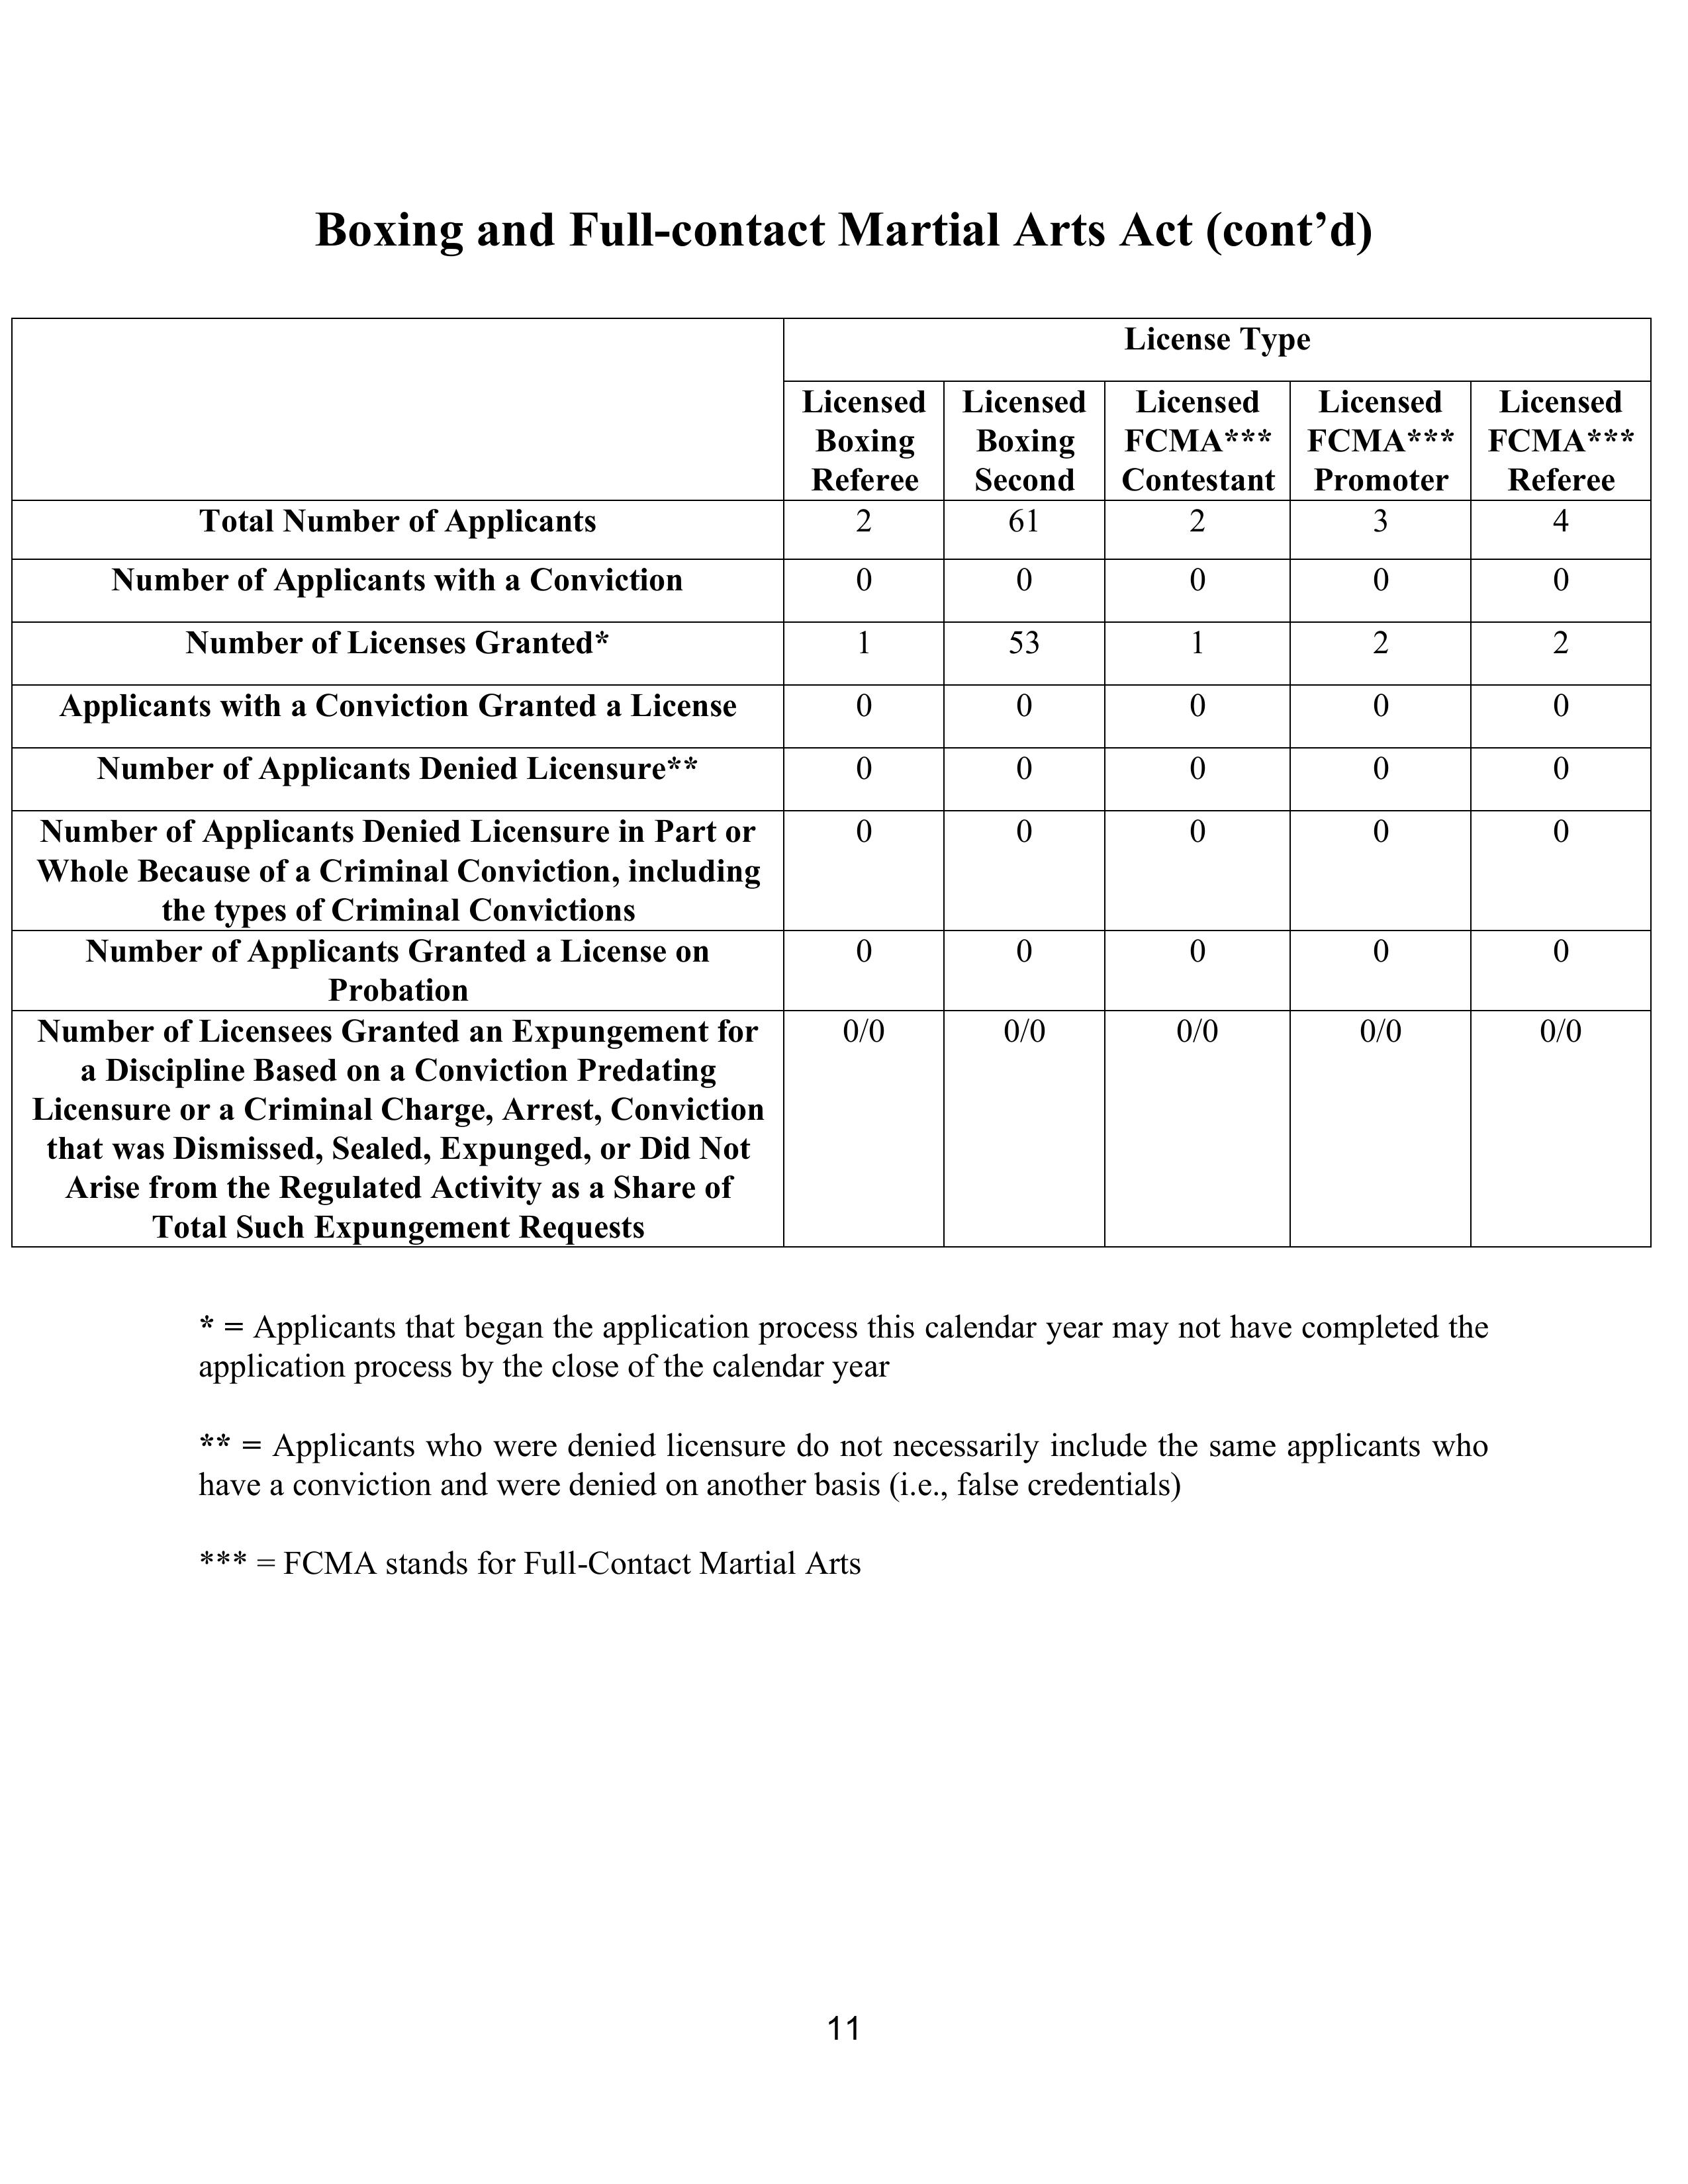 Boxing and Full-contact Martial Arts Act (cont’d)
License Type
Licensed Boxing Referee
Licensed Boxing Second
Licensed FCMA*** Contestant
Licensed FCMA*** Promoter
Licensed FCMA*** Referee
Total Number of Applicants 2 61 2 3 4
Number of Applicants with a Conviction 0 0 0 0 0
Number of Licenses Granted* 1 53 1 2 2
Applicants with a Conviction Granted a License 0 0 0 0 0
Number of Applicants Denied Licensure** 0 0 0 0 0
Number of Applicants Denied Licensure in Part or 0 0 0 0 0
Whole Because of a Criminal Conviction, including
the types of Criminal Convictions
Number of Applicants Granted a License on 0 0 0 0 0
Probation
Number of Licensees Granted an Expungement for 0/0 0/0 0/0 0/0 0/0
a Discipline Based on a Conviction Predating
Licensure or a Criminal Charge, Arrest, Conviction
that was Dismissed, Sealed, Expunged, or Did Not
Arise from the Regulated Activity as a Share of
Total Such Expungement Requests
* = Applicants that began the application process this calendar year may not have completed the
application process by the close of the calendar year
** = Applicants who were denied licensure do not necessarily include the same applicants who
have a conviction and were denied on another basis (i.e., false credentials)
*** = FCMA stands for Full-Contact Martial Arts
11